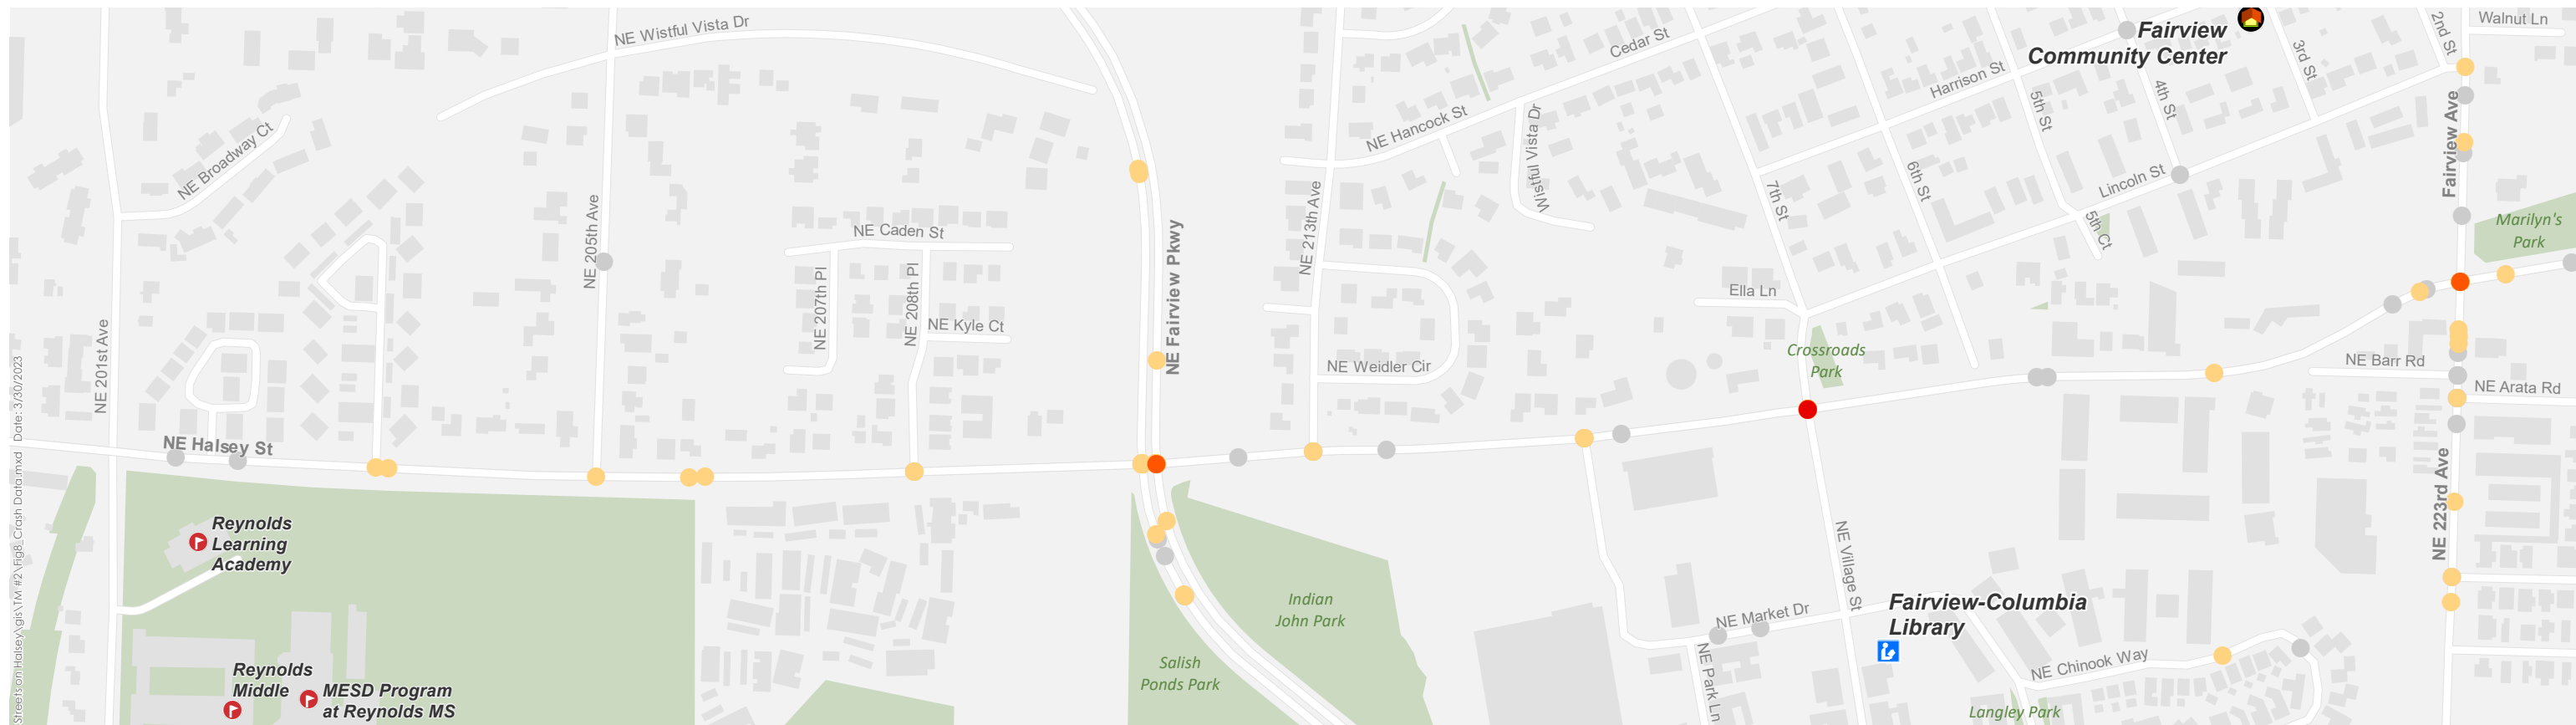 NE Wistful Vista Dr
Walnut Ln
2nd St
Fairview
Community Center
3rd St
Cedar St
Harrison St
4th St
5th St
NE Hancock St
Wistful Vista Dr
Fairview Ave
NE Broadway Ct
6th St
7th St
Lincoln St
5th Ct
Marilyn's
Park
NE 205th Ave
NE Caden St
NE 213th Ave
NE Fairview Pkwy
NE 207th Pl
NE 208th Pl
NE Kyle Ct
Ella Ln
Crossroads
Park
NE Weidler Cir
NE Barr Rd
NE Arata Rd
NE 201st Ave
NE Halsey St
NE 223rd Ave
Reynolds
Learning
Academy
NE Village St
Indian
John Park
NE Market Dr
Fairview-Columbia
Library
Salish
Ponds Park
NE Park Ln
NE Chinook Way
Langley Park
Reynolds
Middle
MESD Program
at Reynolds MS
Streets on Halsey\gis\TM #2\Fig8_Crash Data.mxd Date: 3/30/2023